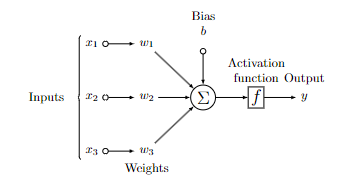 Bias
b
x1 w1
Activation
function Output
Inputs x2 w2 Σ f y
x3 w3
Weights